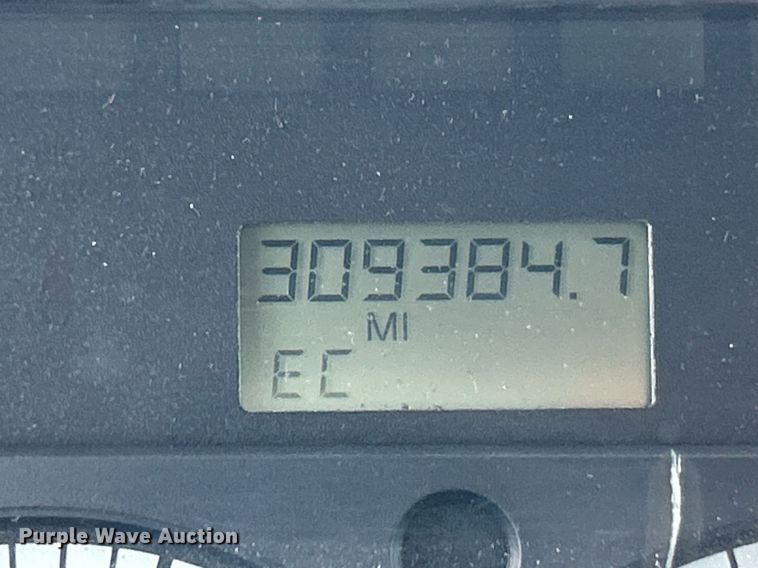 309384.7
MI
EC
Purple Wave Auction